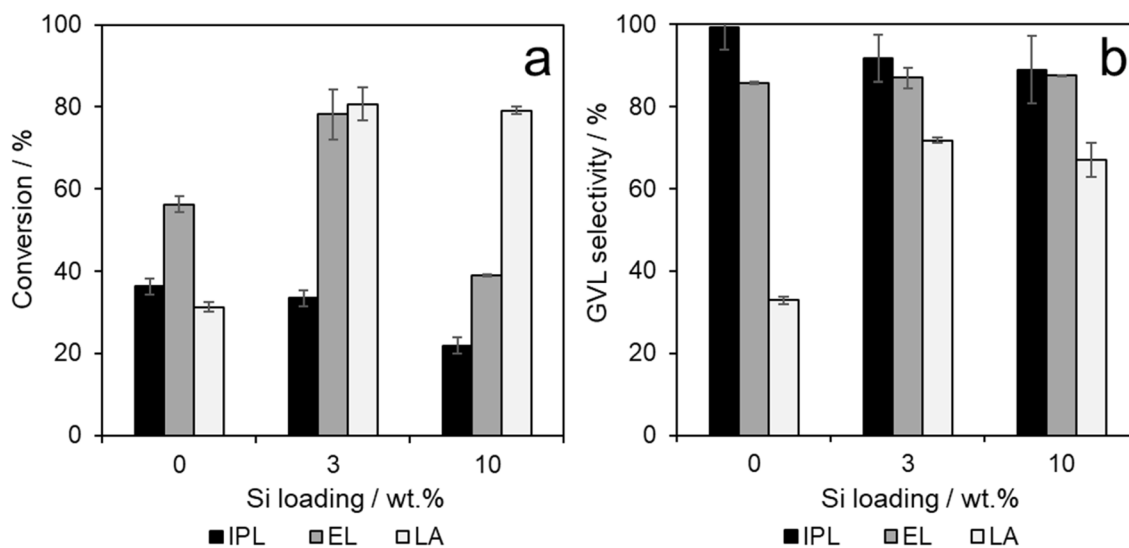 a
Conversion / %
100
80
60
40
20
0
0 3 10
Si loading / wt.%
IPL EL LA
b
GVL selectivity / %
100
80
60
40
20
0
0 3 10
Si loading / wt.%
IPL EL LA